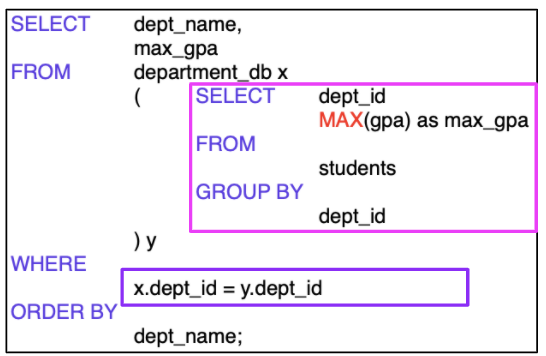 SELECT dept_name,
max_gpa
FROM department_db x
( SELECT dept_id
MAX(gpa) as max_gpa
FROM
students
GROUP BY
dept_id
) y
WHERE
x.dept_id = y.dept_id
ORDER BY
dept_name;